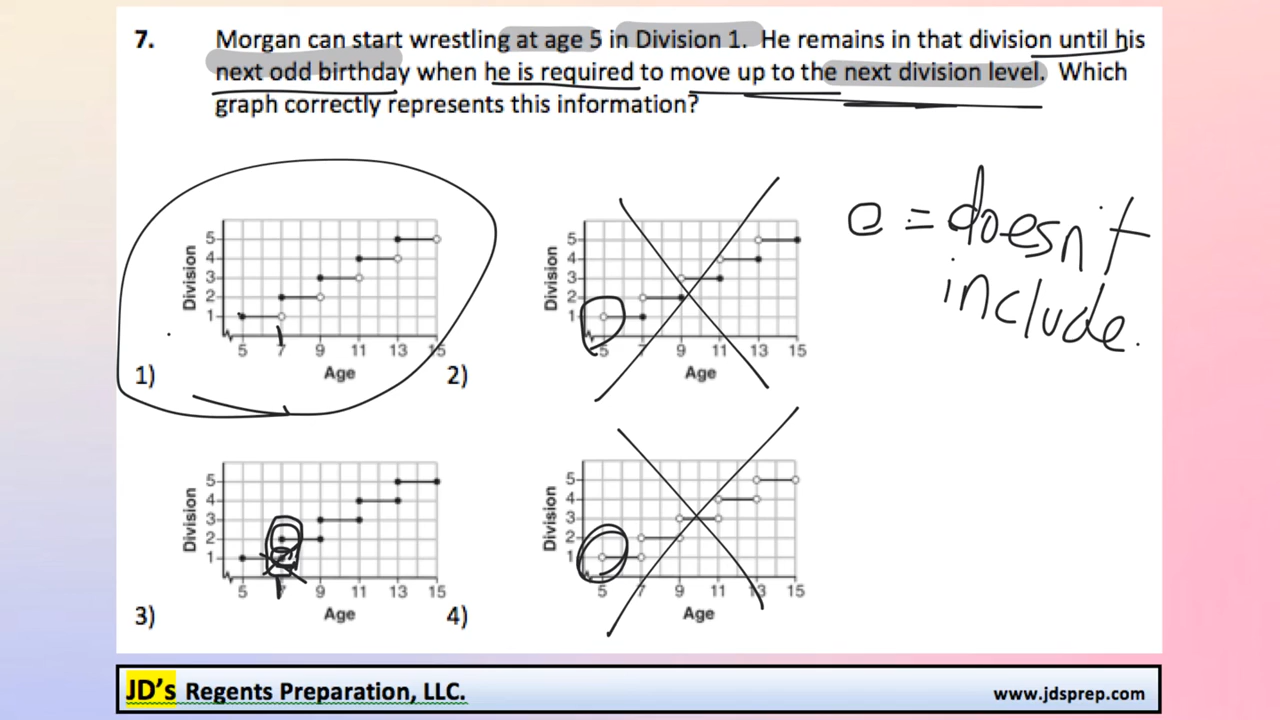 7. Morgan can start wrestling at age 5 in Division 1. He remains in that division until his
next odd birthday when he is required to move up to the next division level. Which
graph correctly represents this information?
o = doesn't
include.
Division
5
4
3
2
1
5 7 9 11 13 15
Age
1)
Division
5
4
3
2
1
5 7 9 11 13 15
Age
2)
Division
5
4
3
2
1
5 7 9 11 13 15
Age
3)
Division
5
4
3
2
1
5 7 9 11 13 15
Age
4)
JD's Regents Preparation, LLC.
www.jdsprep.com